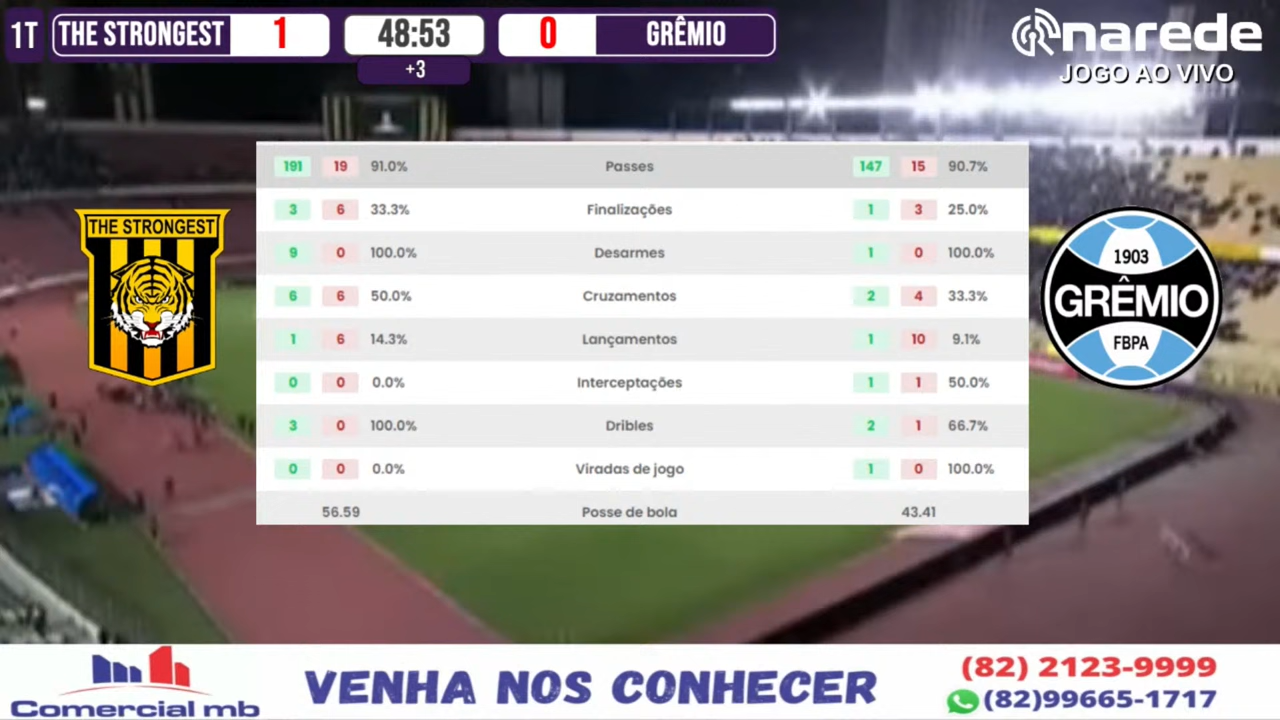 1T THE STRONGEST 1 48:53 0 GRÊMIO
+3
narede
JOGO AO VIVO
191 19 91.0% Passes 147 15 90.7%
3 6 33.3% Finalizações 1 3 25.0%
9 0 100.0% Desarmes 1 0 100.0%
6 6 50.0% Cruzamentos 2 4 33.3%
1 6 14.3% Lançamentos 1 10 9.1%
0 0 0.0% Interceptações 1 1 50.0%
3 0 100.0% Dribles 2 1 66.7%
0 0 0.0% Viradas de jogo 1 0 100.0%
56.59 Posse de bola 43.41
THE STRONGEST
1903
GRÊMIO
FBPA
Comercial mb
VENHA NOS CONHECER
(82) 2123-9999
(82)99665-1717